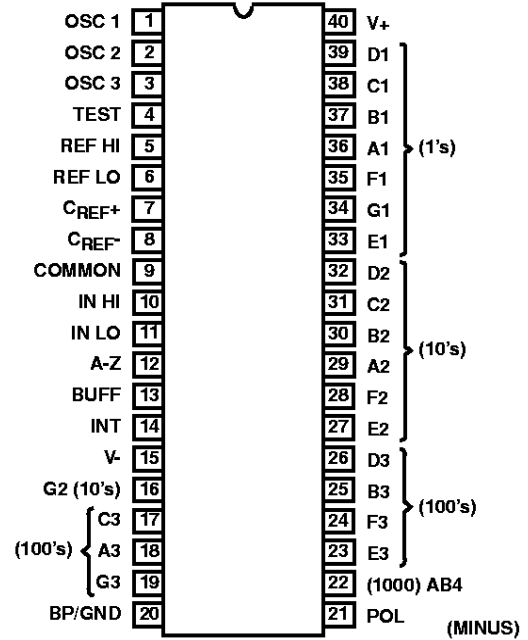 OSC 1 1 40 V+
OSC 2 2 39 D1
OSC 3 3 38 C1
TEST 4 37 B1
REF HI 5 36 A1 (1's)
REF LO 6 35 F1
CREF+ 7 34 G1
CREF- 8 33 E1
COMMON 9 32 D2
IN HI 10 31 C2
IN LO 11 30 B2
A-Z 12 29 A2 (10's)
BUFF 13 28 F2
INT 14 27 E2
V- 15 26 D3
G2 (10's) 16 25 B3 (100's)
C3 17 24 F3
(100's) A3 18 23 E3
G3 19 22 (1000) AB4
BP/GND 20 21 POL (MINUS)